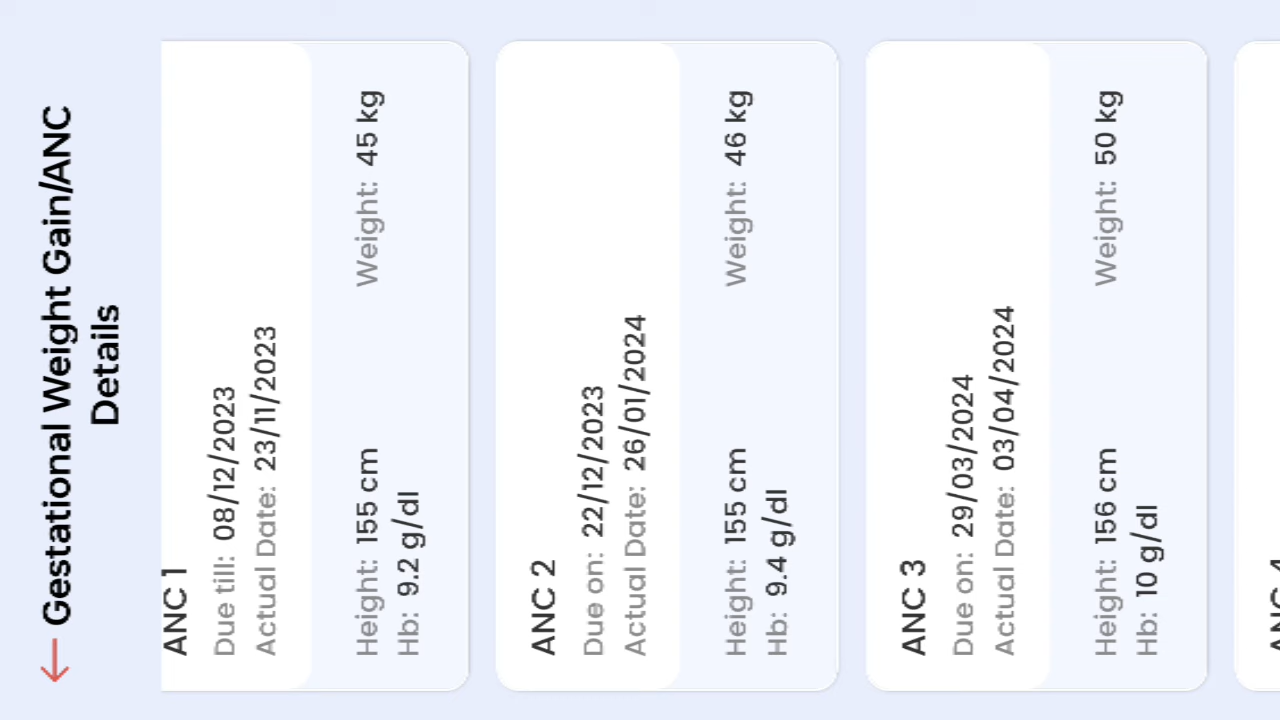 ← Gestational Weight Gain/ANC
Details
ANC 1
Due till: 08/12/2023
Actual Date: 23/11/2023
Height: 155 cm Weight: 45 kg
Hb: 9.2 g/dl
ANC 2
Due on: 22/12/2023
Actual Date: 26/01/2024
Height: 155 cm Weight: 46 kg
Hb: 9.4 g/dl
ANC 3
Due on: 29/03/2024
Actual Date: 03/04/2024
Height: 156 cm Weight: 50 kg
Hb: 10 g/dl